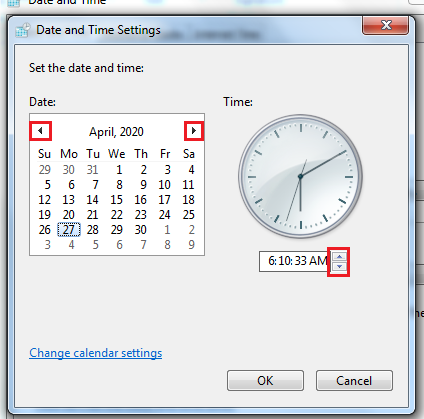 Date and Time
Date and Time Settings
Set the date and time:
Date:
Time:
April, 2020
Su Mo Tu We Th Fr Sa
29 30 31 1 2 3 4
5 6 7 8 9 10 11
12 13 14 15 16 17 18
19 20 21 22 23 24 25
26 27 28 29 30 1 2
3 4 5 6 7 8 9
6:10:33 AM
Change calendar settings
OK
Cancel